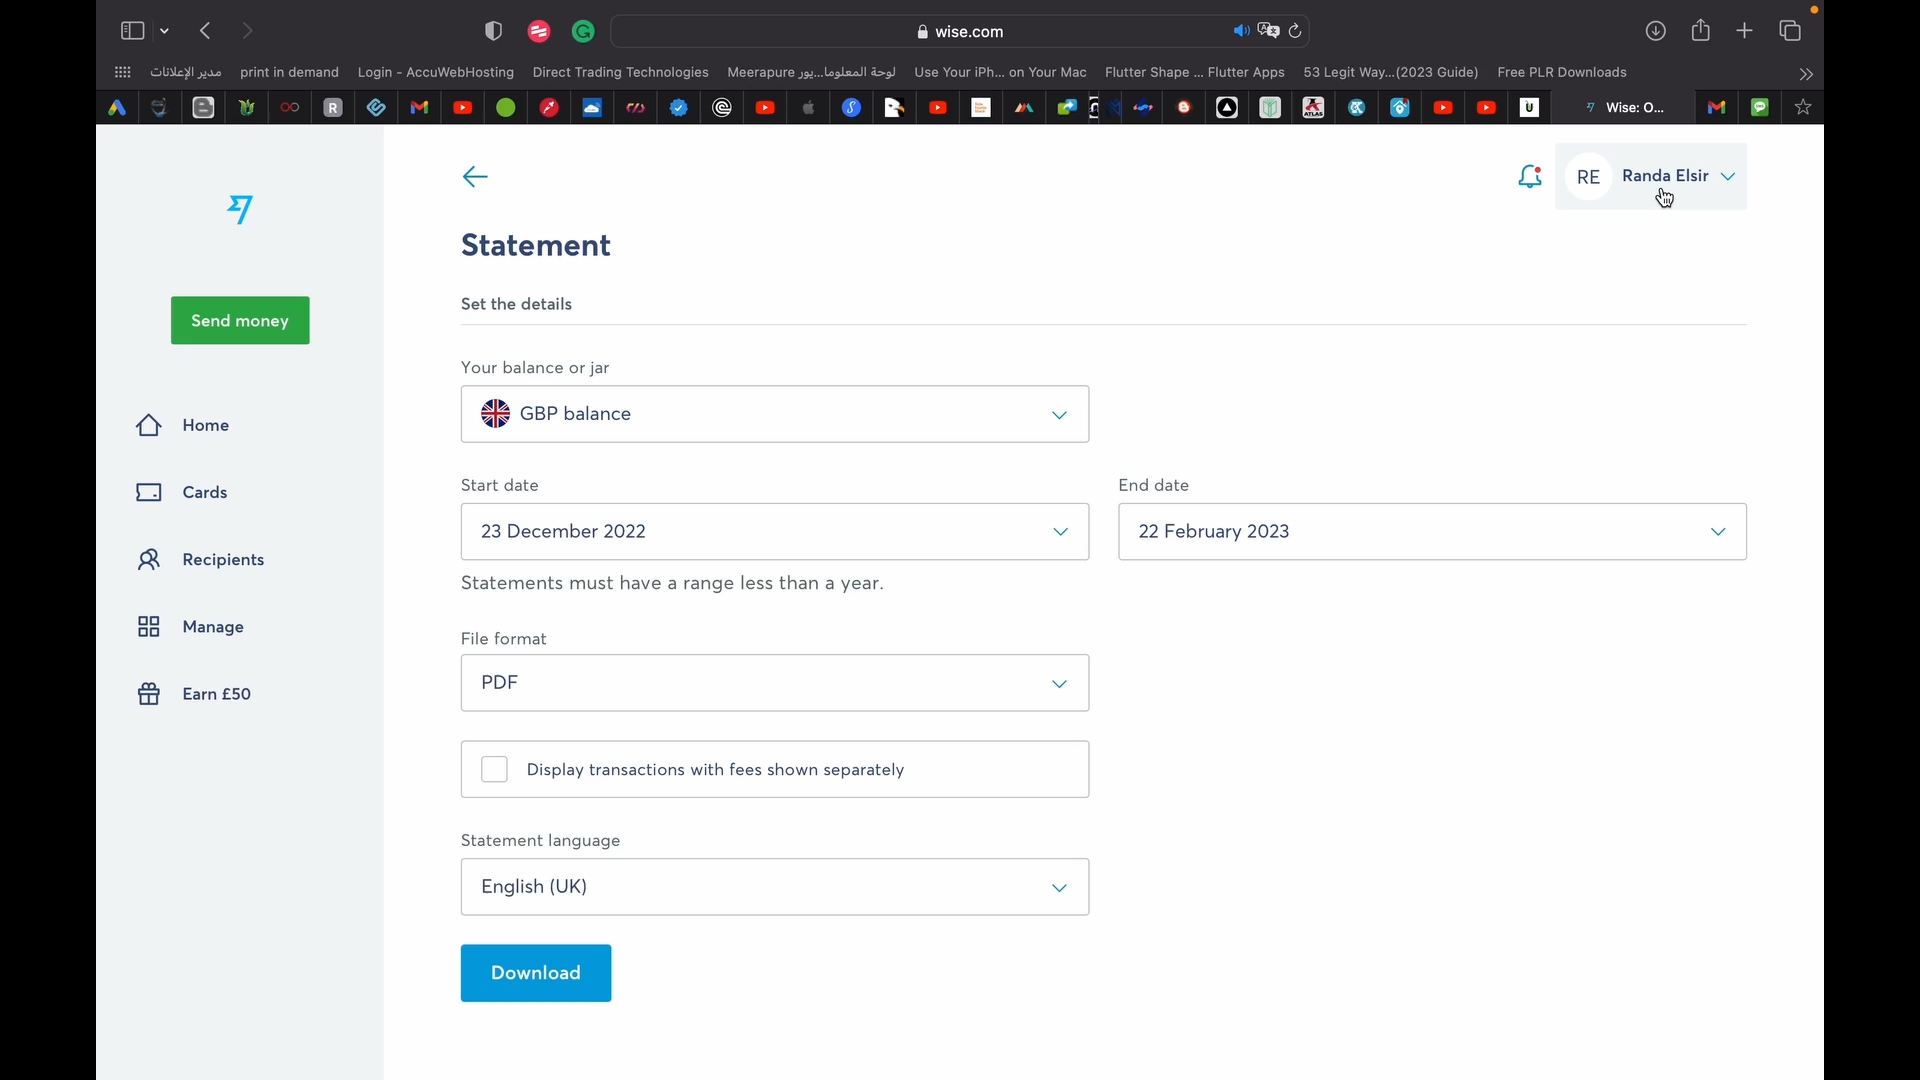 wise.com
مدير الإعلانات
print in demand
Login - AccuWebHosting
Direct Trading Technologies
لوحة المعلوما...يور Meerapure
Use Your iPh... on Your Mac
Flutter Shape ... Flutter Apps
53 Legit Way...(2023 Guide)
Free PLR Downloads
R
ATLAS
U
Wise: O...
RE
Randa Elsir
Statement
Send money
Set the details
Your balance or jar
GBP balance
Home
Cards
Recipients
Manage
Earn £50
Start date
23 December 2022
End date
22 February 2023
Statements must have a range less than a year.
File format
PDF
Display transactions with fees shown separately
Statement language
English (UK)
Download